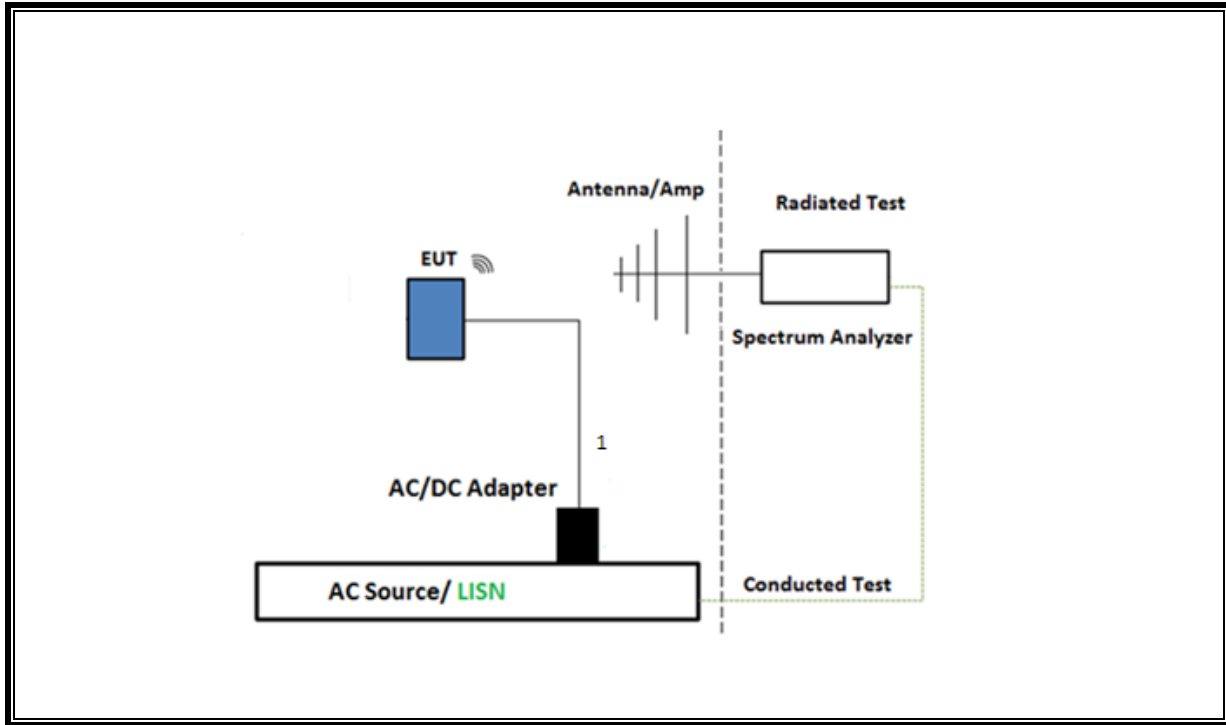 Antenna/Amp
Radiated Test
EUT
Spectrum Analyzer
1
AC/DC Adapter
AC Source/ LISN
Conducted Test